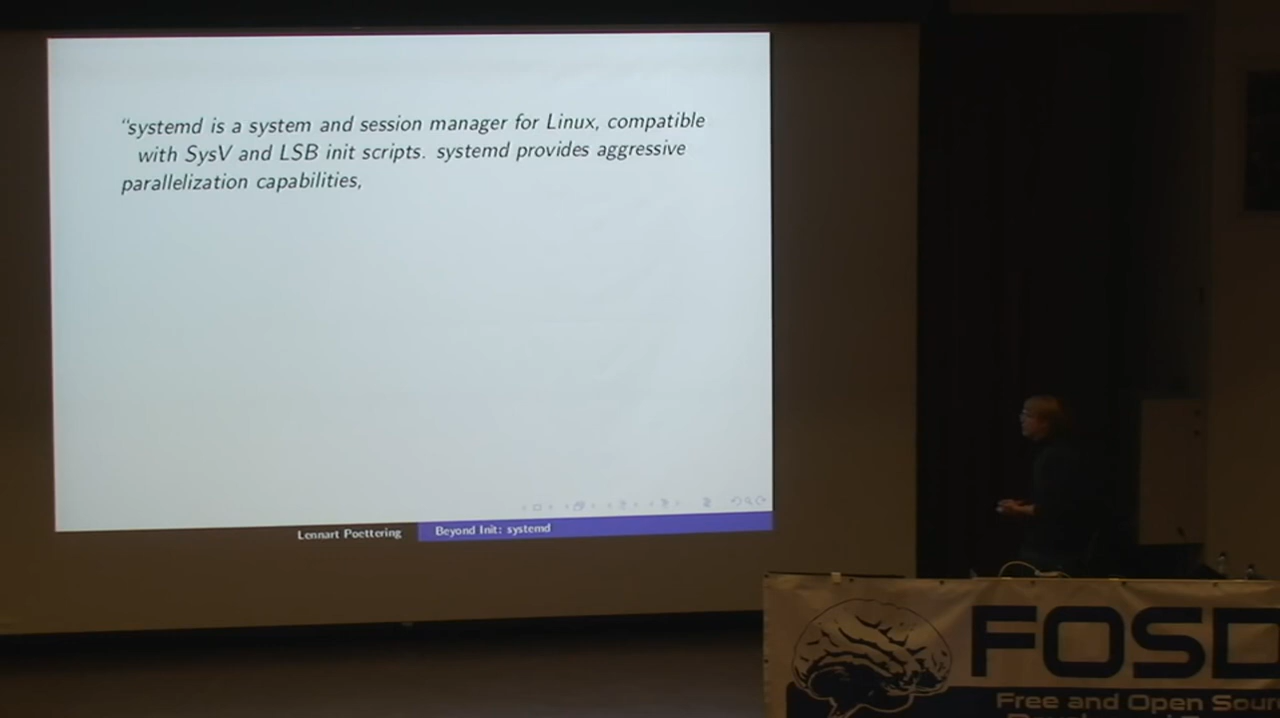 “systemd is a system and session manager for Linux, compatible
with SysV and LSB init scripts. systemd provides aggressive
parallelization capabilities,
Lennart Poettering
Beyond Init: systemd
FOSD
Free and Open Sour